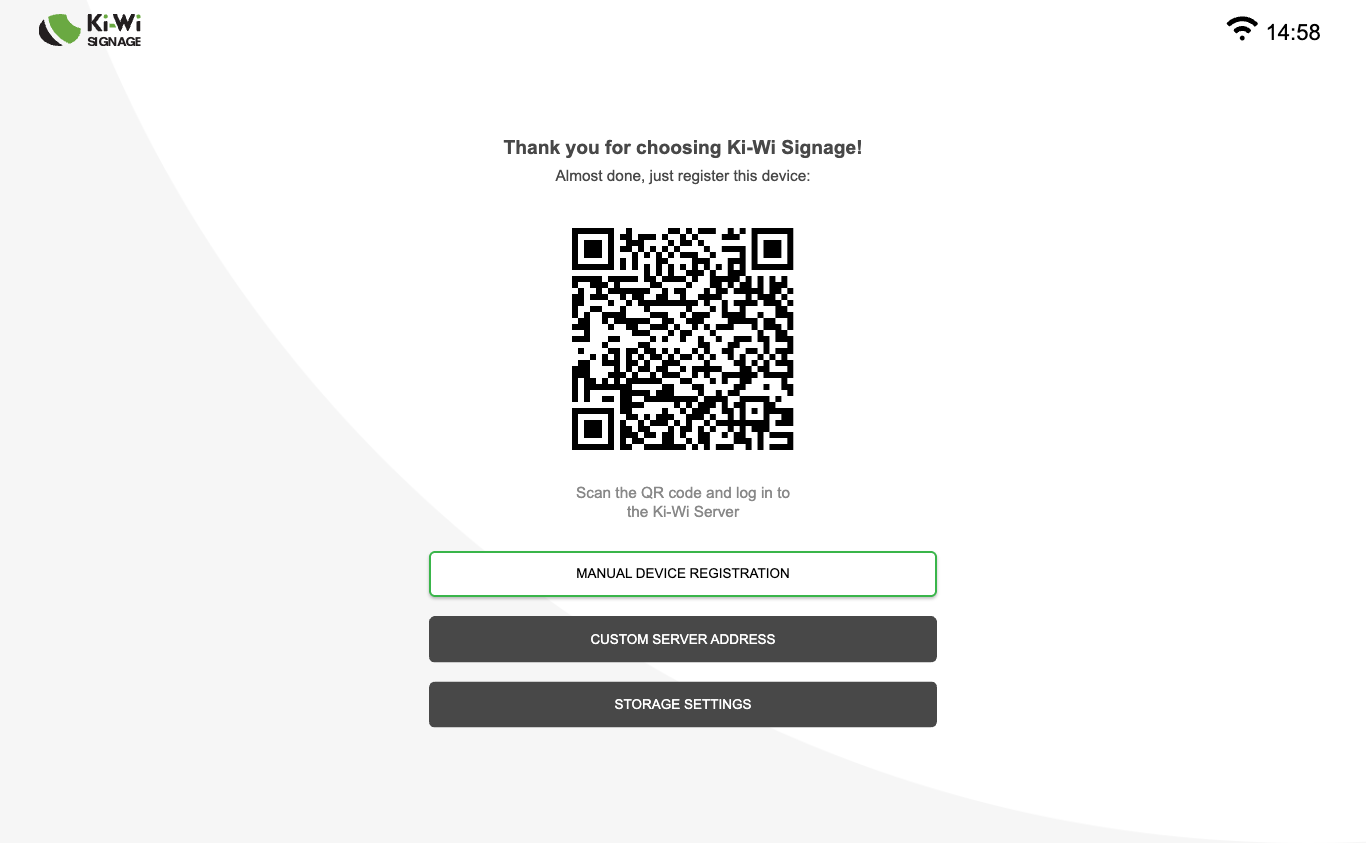 Ki-Wi
SIGNAGE
14:58
Thank you for choosing Ki-Wi Signage!
Almost done, just register this device:
Scan the QR code and log in to
the Ki-Wi Server
MANUAL DEVICE REGISTRATION
CUSTOM SERVER ADDRESS
STORAGE SETTINGS